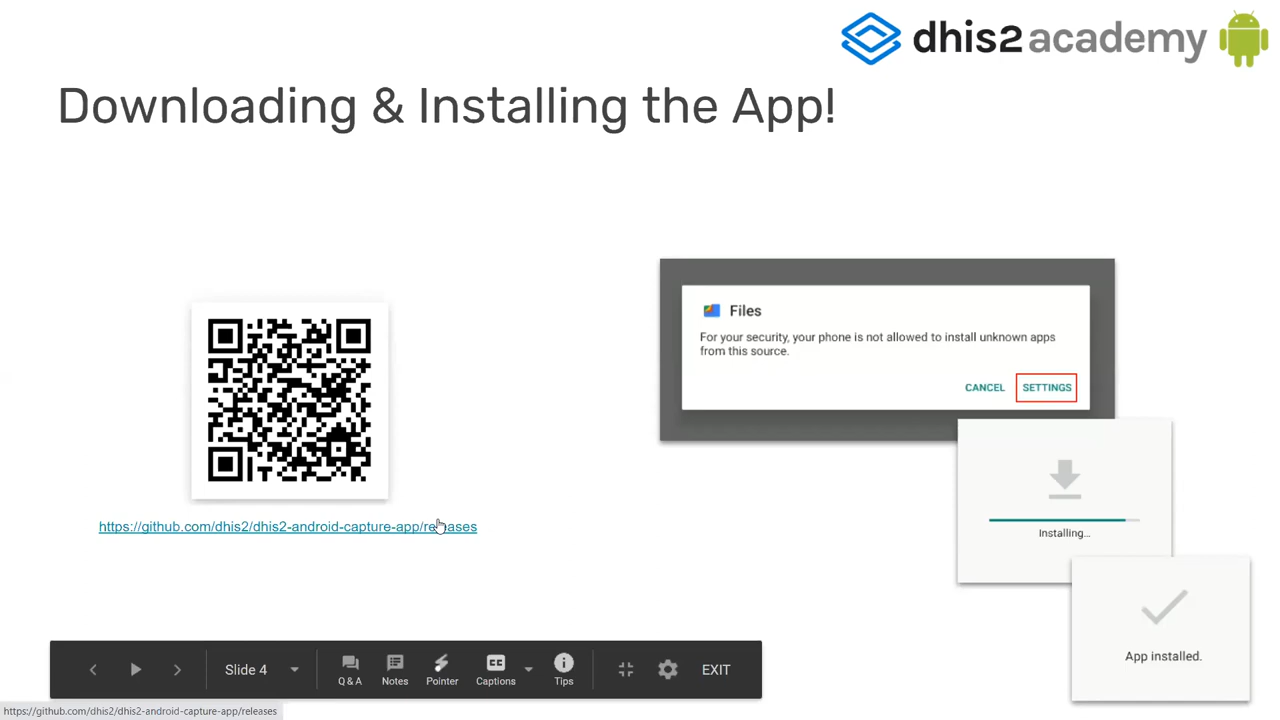 dhis2 academy
Downloading & Installing the App!
Files
For your security, your phone is not allowed to install unknown apps
from this source.
CANCEL SETTINGS
https://github.com/dhis2/dhis2-android-capture-app/releases
Installing...
App installed.
Slide 4
Q & A
Notes
Pointer
CC
Captions
Tips
EXIT
https://github.com/dhis2/dhis2-android-capture-app/releases